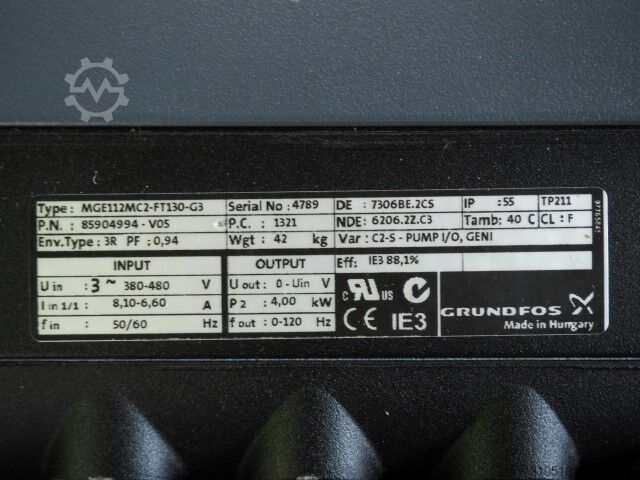 Type : MGE112MC2-FT130-G3 Serial No : 4789 DE : 7306BE.2CS IP : 55 TP211
P.N. : 85904994 - V05 P.C. : 1321 NDE: 6206.2Z.C3 Tamb: 40 C CL : F
Env.Type : 3R PF : 0,94 Wgt : 42 kg Var : C2-S - PUMP I/O, GENI
INPUT OUTPUT Eff: IE3 88,1%
U in : 3 ~ 380-480 V U out : 0 - Uin V
I in 1/1 : 8,10-6,60 A P 2 : 4,00 kW
f in : 50/60 Hz f out : 0-120 Hz
c RU us C
CE IE3
GRUNDFOS
Made in Hungary